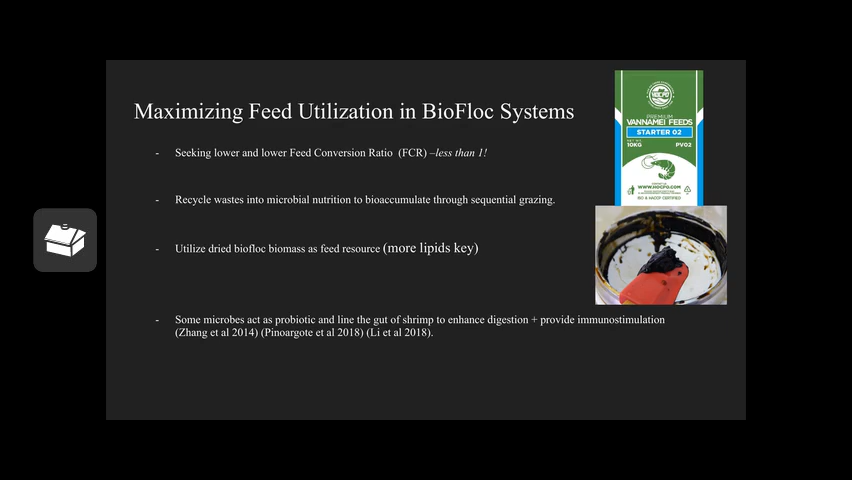 Maximizing Feed Utilization in BioFloc Systems
- Seeking lower and lower Feed Conversion Ratio (FCR) –less than 1!
- Recycle wastes into microbial nutrition to bioaccumulate through sequential grazing.
- Utilize dried biofloc biomass as feed resource (more lipids key)
- Some microbes act as probiotic and line the gut of shrimp to enhance digestion + provide immunostimulation
(Zhang et al 2014) (Pinoargote et al 2018) (Li et al 2018).
PREMIUM
VANNAMEI FEEDS
STARTER 02
10KG PV02